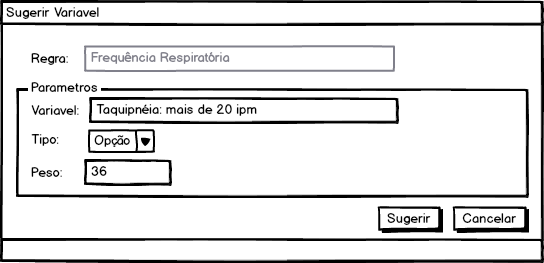 Sugerir Variavel
Regra: Frequência Respiratória
Parametros
Variavel: Taquipnéia: mais de 20 ipm
Tipo: Opção
Peso: 36
Sugerir Cancelar